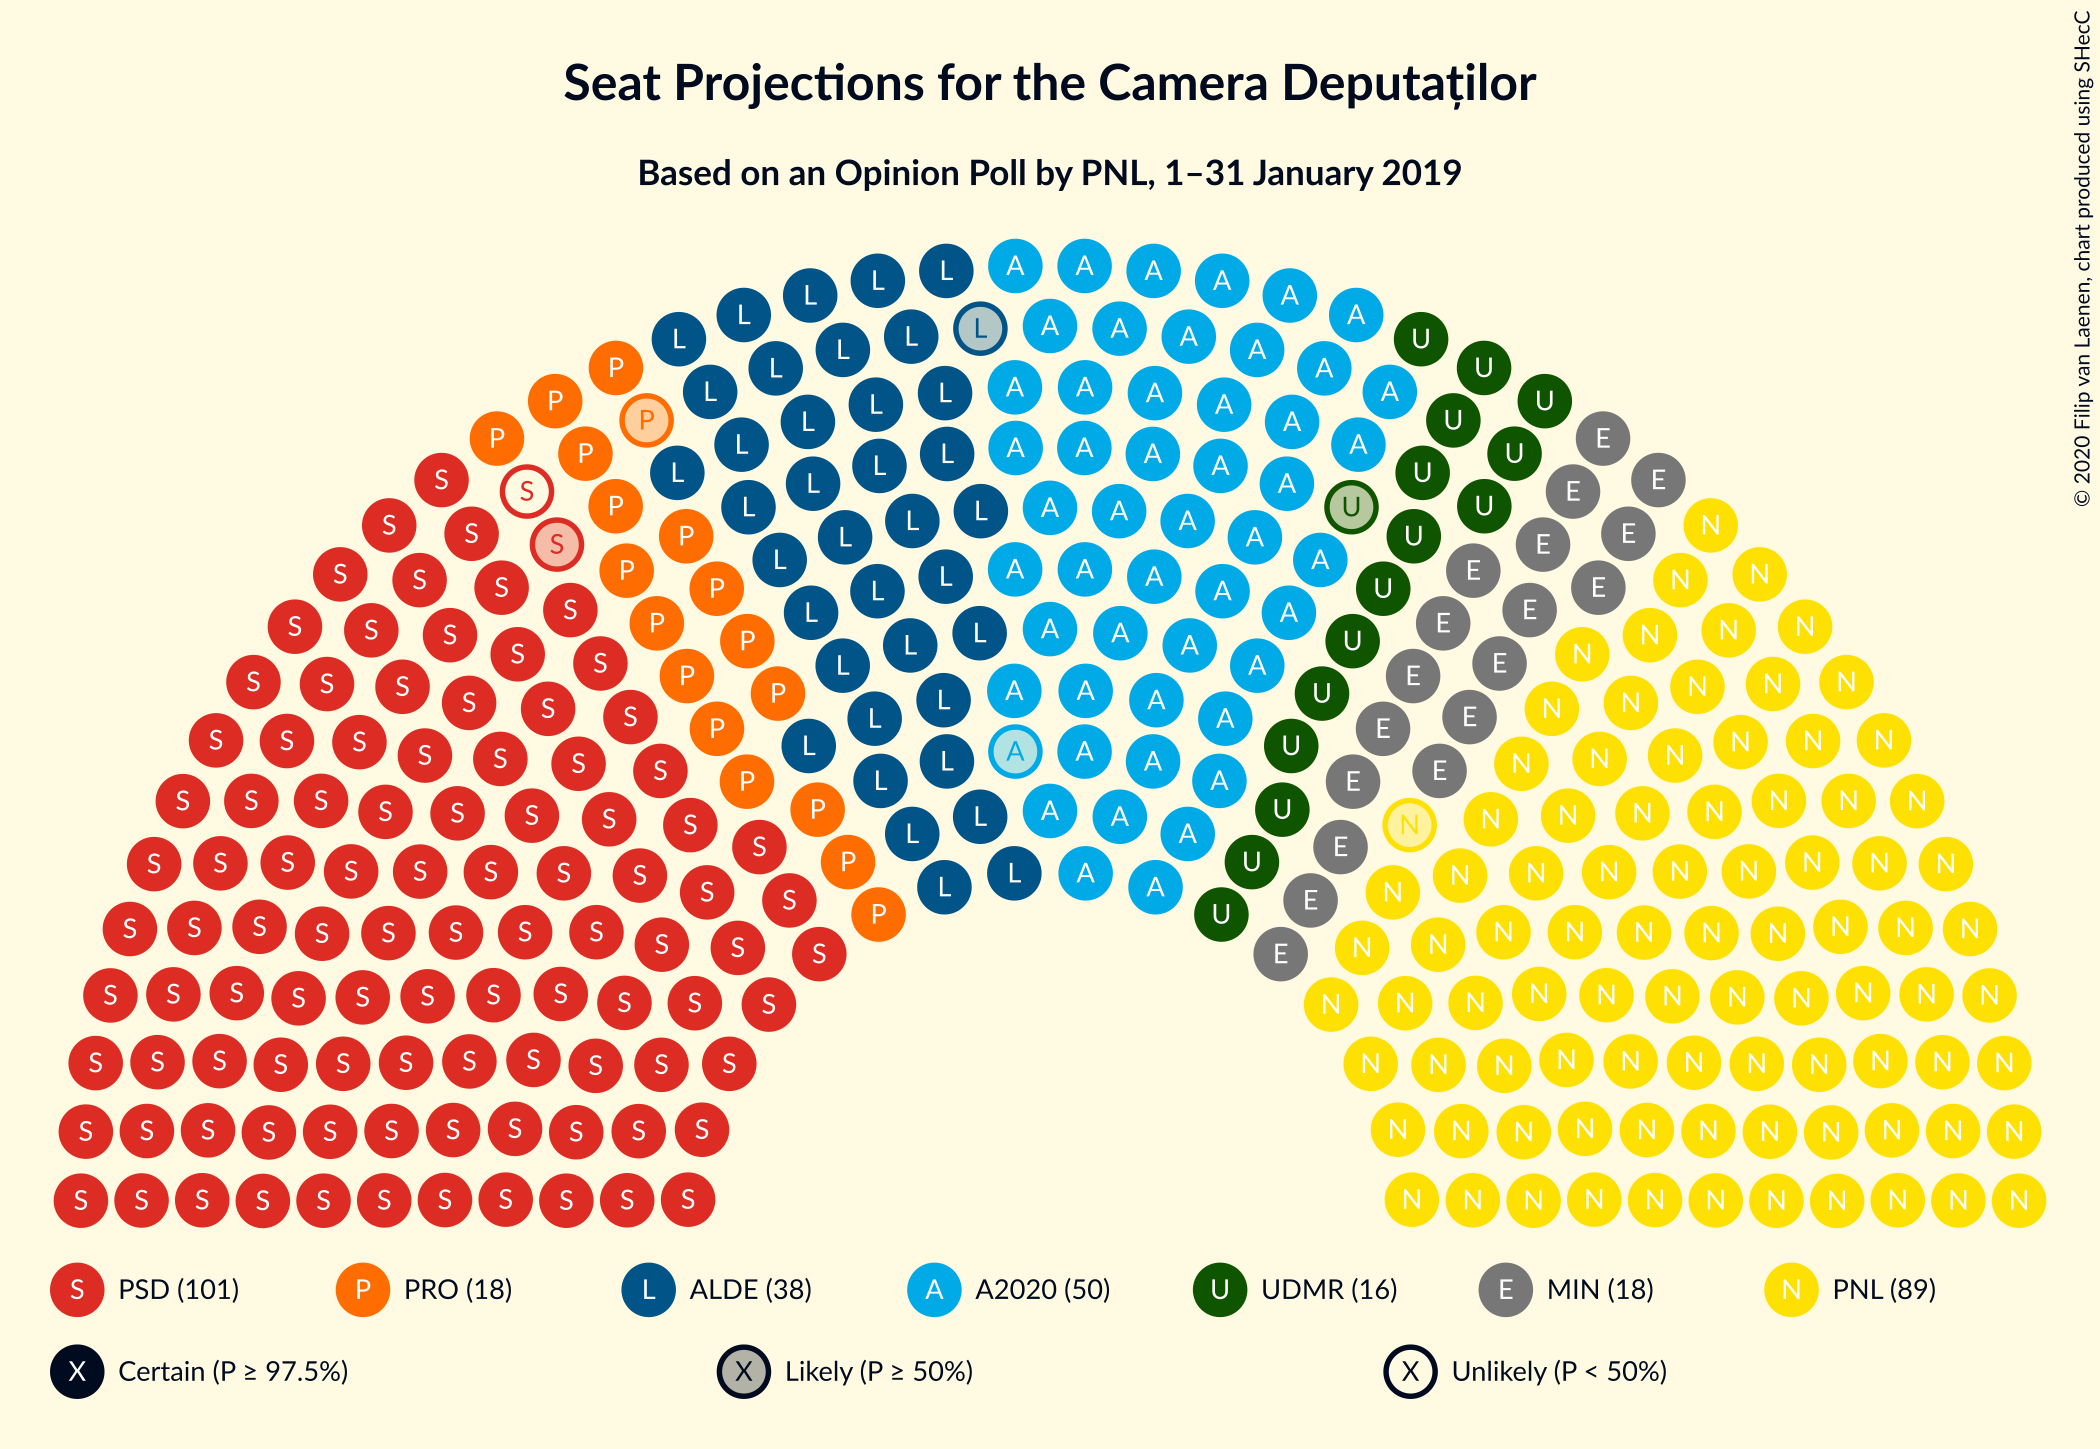 Seat Projections for the Camera Deputaților
Based on an Opinion Poll by PNL, 1–31 January 2019
© 2020 Filip van Laenen, chart produced using SHecC
S PSD (101) P PRO (18) L ALDE (38) A A2020 (50) U UDMR (16) E MIN (18) N PNL (89)
X Certain (P ≥ 97.5%) X Likely (P ≥ 50%) X Unlikely (P < 50%)